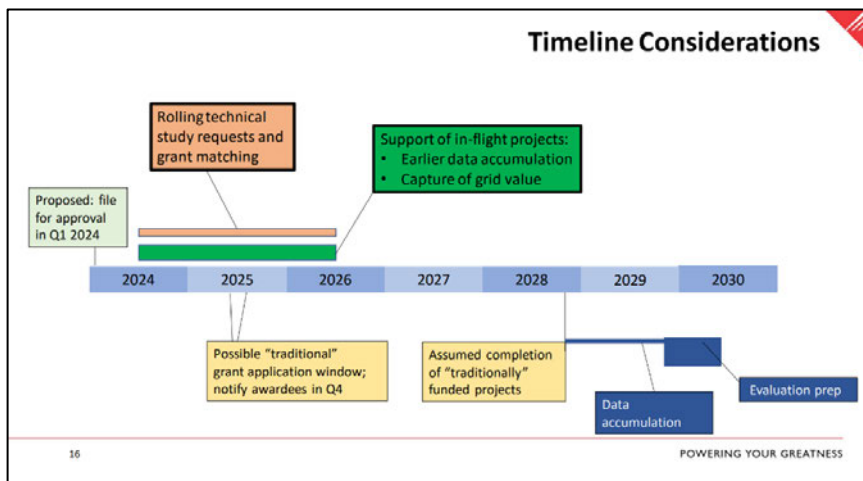 Timeline Considerations
Rolling technical
study requests and
grant matching
Support of in-flight projects:
• Earlier data accumulation
• Capture of grid value
Proposed: file
for approval
in Q1 2024
2024 2025 2026 2027 2028 2029 2030
Possible “traditional”
grant application window;
notify awardees in Q4
Assumed completion
of “traditionally”
funded projects
Data
accumulation
Evaluation prep
16
POWERING YOUR GREATNESS